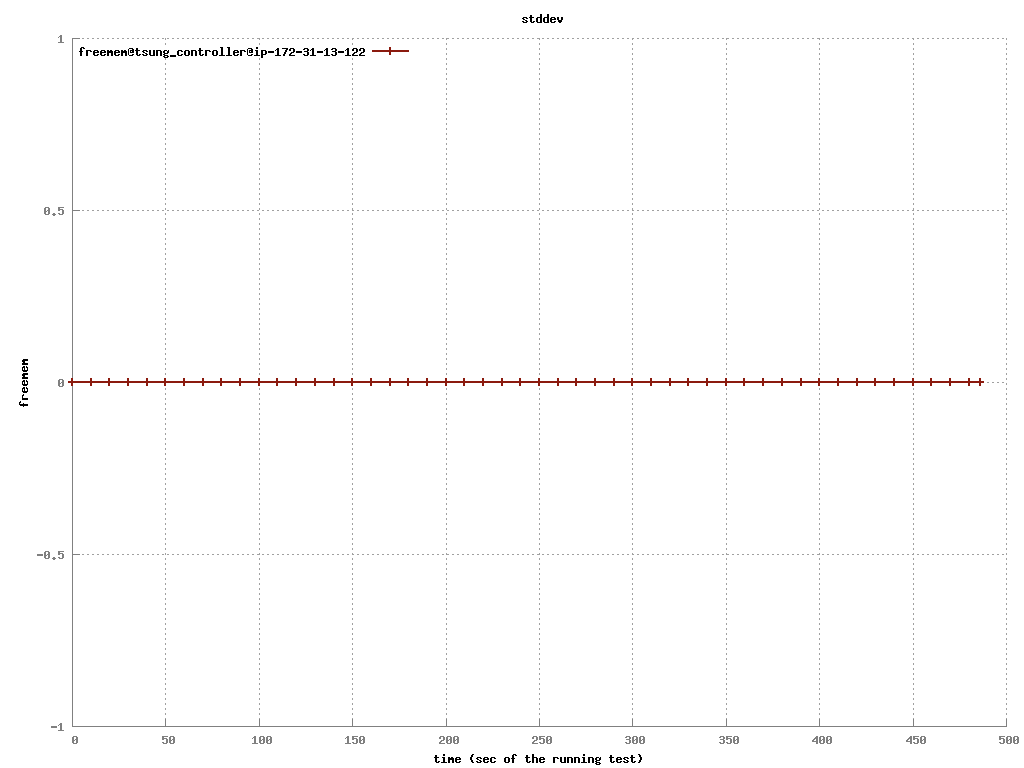 stddev
freemem@tsung_controller@ip-172-31-13-122
1
0.5
0
-0.5
-1
freemem
0 50 100 150 200 250 300 350 400 450 500
time (sec of the running test)